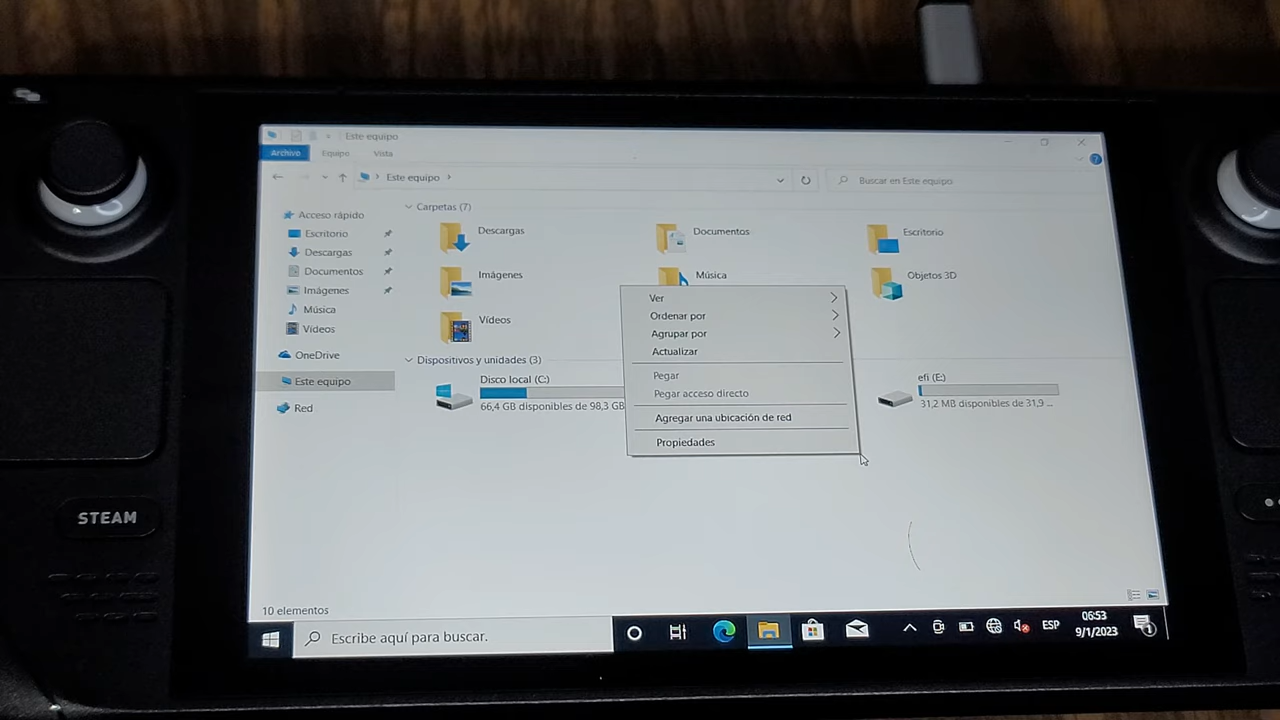 Este equipo
Archivo Equipo Vista
Este equipo
Buscar en Este equipo
Acceso rápido
Escritorio
Descargas
Documentos
Imágenes
Música
Vídeos
OneDrive
Este equipo
Red
Carpetas (7)
Descargas
Documentos
Escritorio
Imágenes
Música
Objetos 3D
Vídeos
Dispositivos y unidades (3)
Disco local (C:)
66,4 GB disponibles de 98,3 GB
efi (E:)
31,2 MB disponibles de 31,9 ...
Ver
Ordenar por
Agrupar por
Actualizar
Pegar
Pegar acceso directo
Agregar una ubicación de red
Propiedades
STEAM
10 elementos
Escribe aquí para buscar.
ESP
06:53
9/1/2023
1